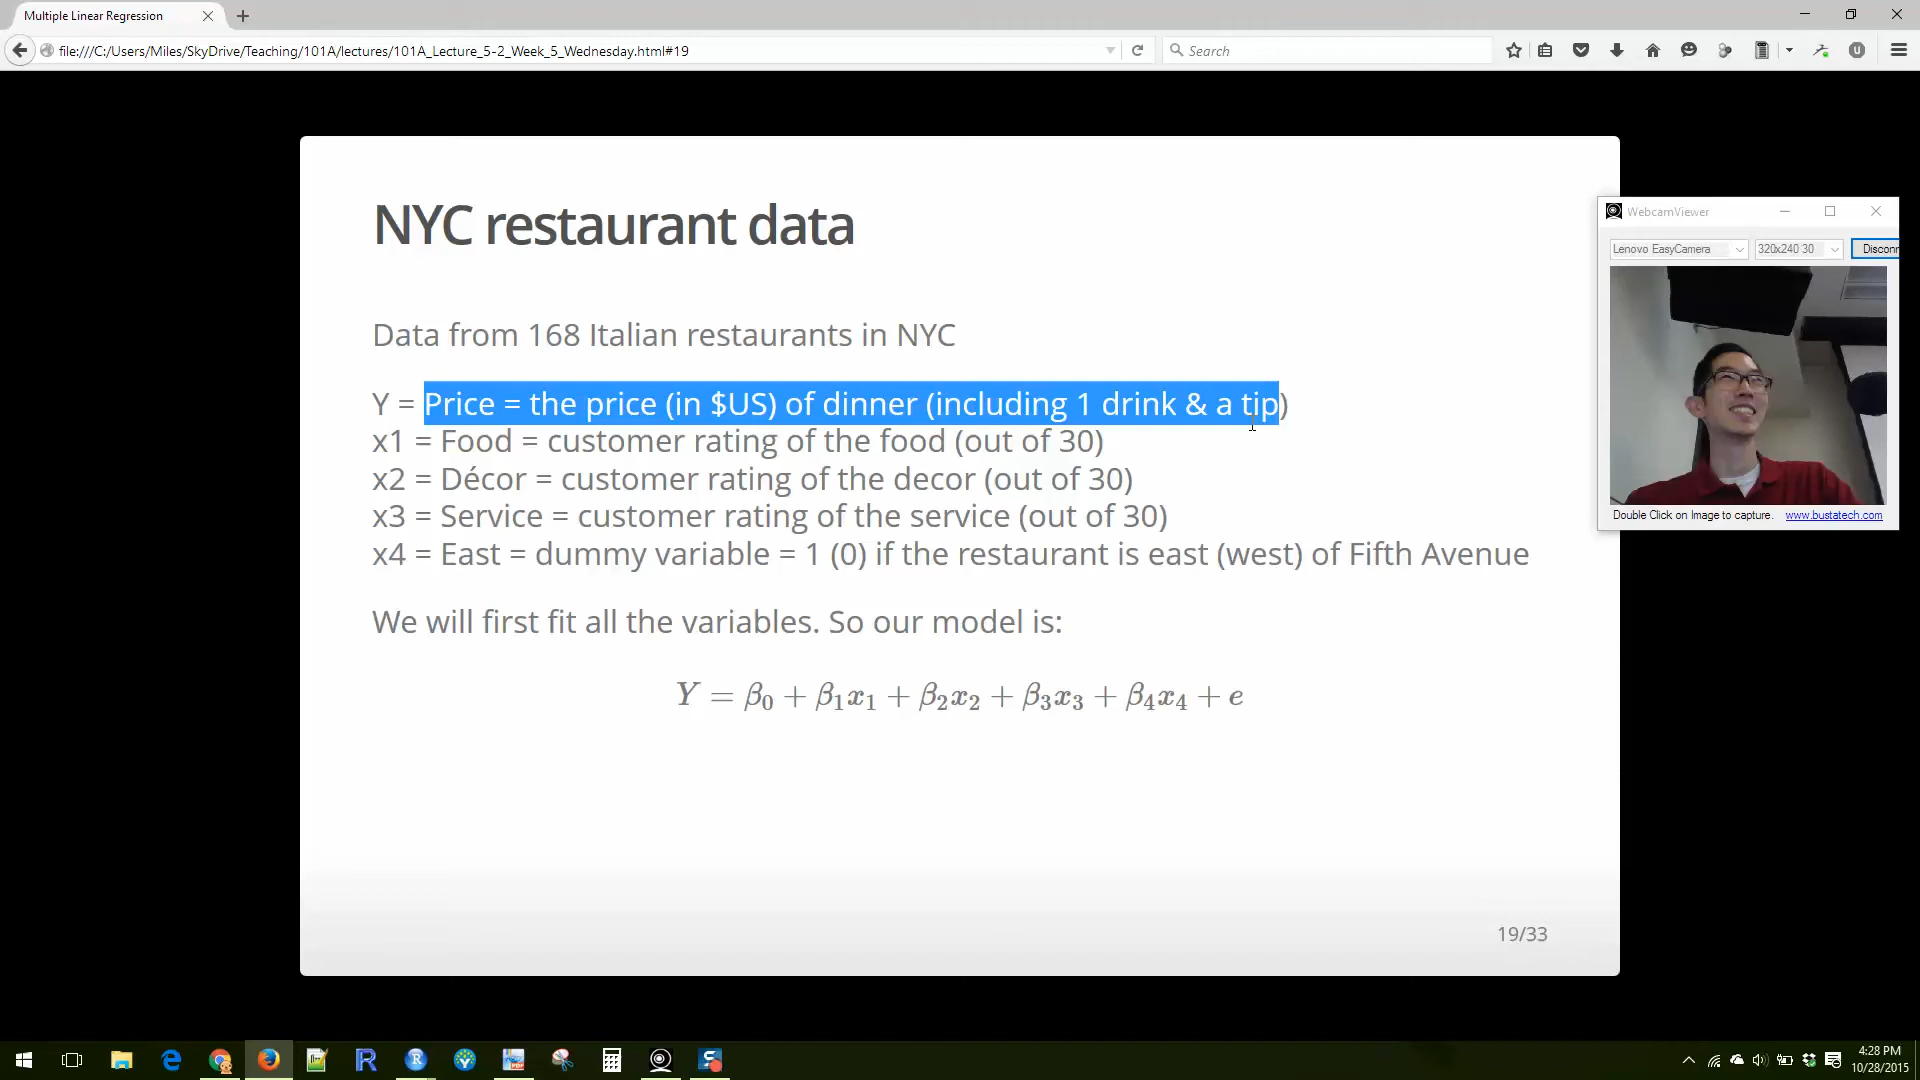 Multiple Linear Regression
file:///C:/Users/Miles/SkyDrive/Teaching/101A/lectures/101A_Lecture_5-2_Week_5_Wednesday.html#19
Search
NYC restaurant data
Data from 168 Italian restaurants in NYC
Y = Price = the price (in $US) of dinner (including 1 drink & a tip)
x1 = Food = customer rating of the food (out of 30)
x2 = Décor = customer rating of the decor (out of 30)
x3 = Service = customer rating of the service (out of 30)
x4 = East = dummy variable = 1 (0) if the restaurant is east (west) of Fifth Avenue
We will first fit all the variables. So our model is:
Y = β₀ + β₁x₁ + β₂x₂ + β₃x₃ + β₄x₄ + e
19/33
WebcamViewer
Lenovo EasyCamera 320x240 30 Disconn
Double Click on Image to capture. www.bustatech.com
4:28 PM
10/28/2015